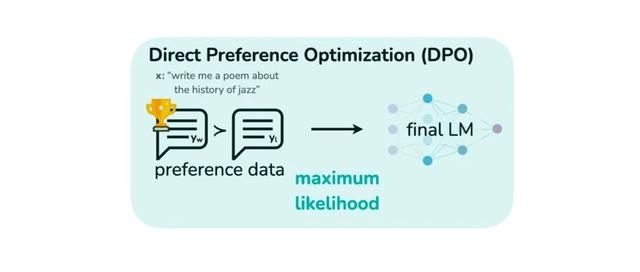 Direct Preference Optimization (DPO)
x: “write me a poem about
the history of jazz”
y_w > y_l
preference data
maximum
likelihood
final LM